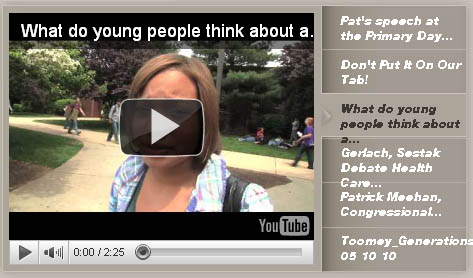 What do young people think about a...
YouTube
0:00 / 2:25
Pat's speech at
the Primary Day...
Don't Put It On Our
Tab!
What do young
people think about
a...
Gerlach, Sestak
Debate Health
Care...
Patrick Meehan,
Congressional...
Toomey_Generations
05 10 10